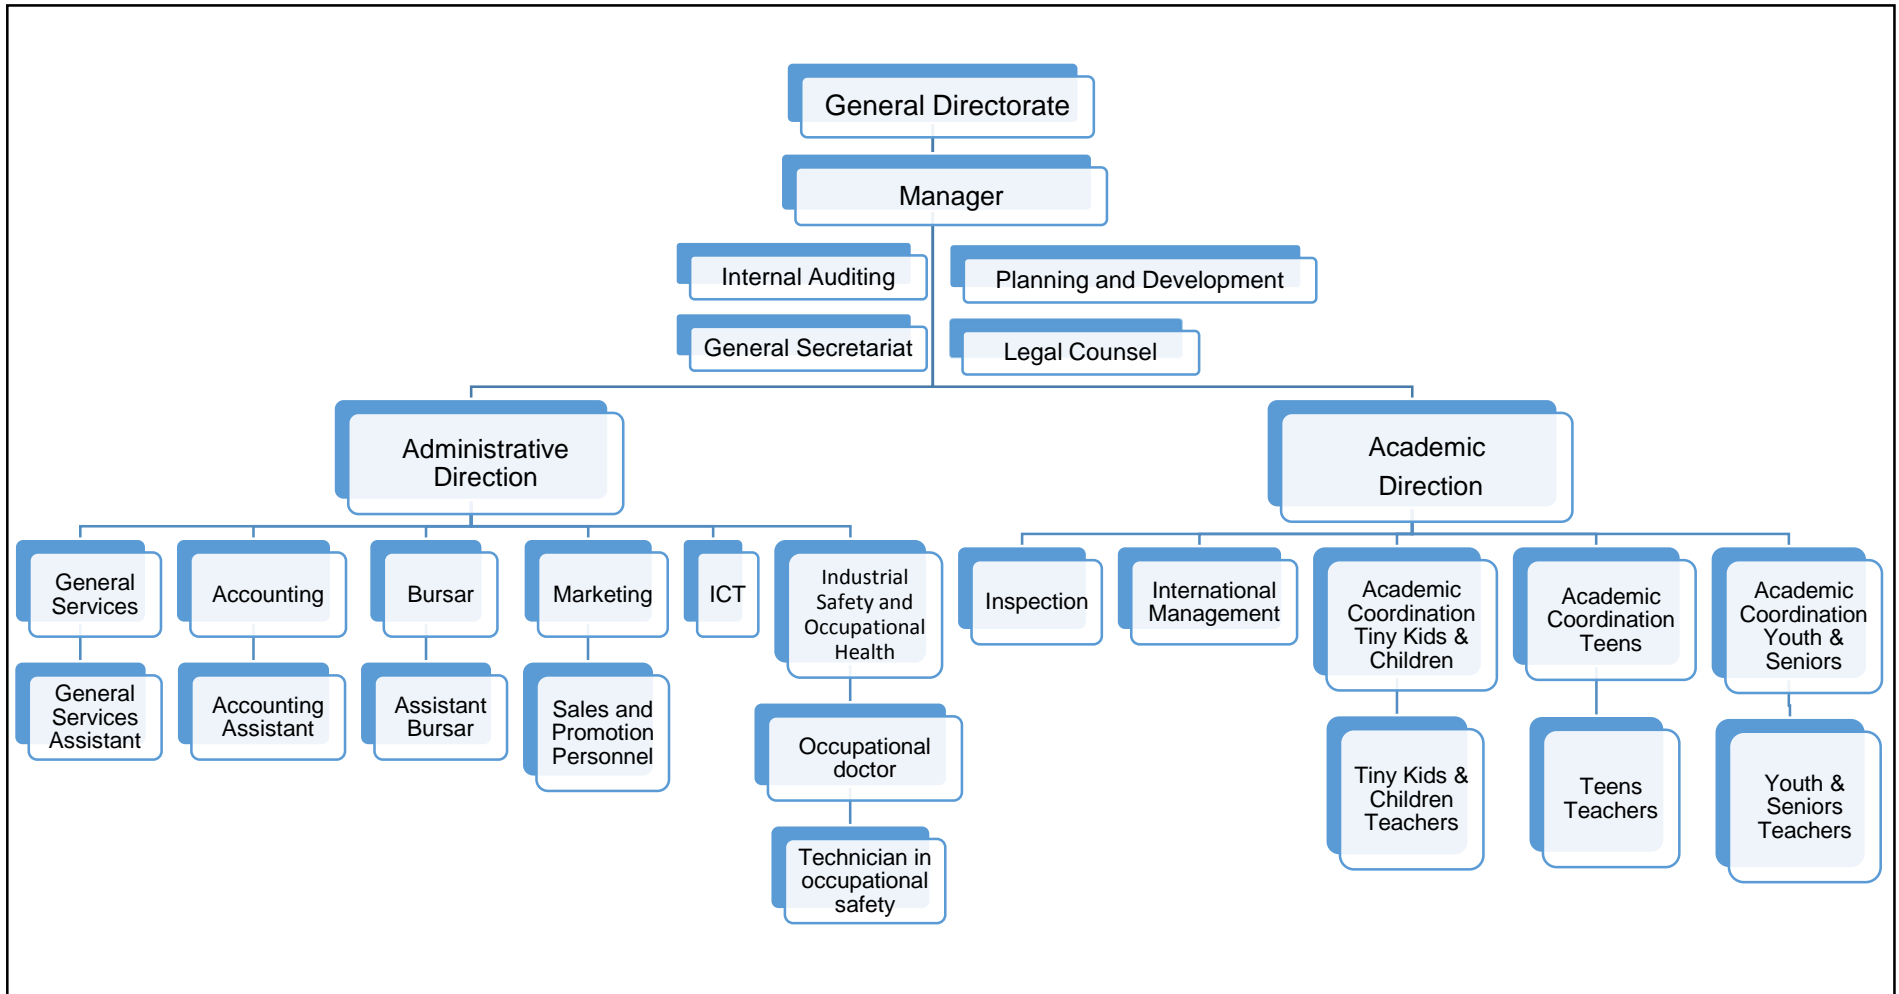 General Directorate
Manager
Internal Auditing
Planning and Development
General Secretariat
Legal Counsel
Administrative
Direction
Academic
Direction
General
Services
Accounting
Bursar
Marketing
ICT
Industrial
Safety and
Occupational
Health
Inspection
International
Management
Academic
Coordination
Tiny Kids &
Children
Academic
Coordination
Teens
Academic
Coordination
Youth &
Seniors
General
Services
Assistant
Accounting
Assistant
Assistant
Bursar
Sales and
Promotion
Personnel
Occupational
doctor
Technician in
occupational
safety
Tiny Kids &
Children
Teachers
Teens
Teachers
Youth &
Seniors
Teachers